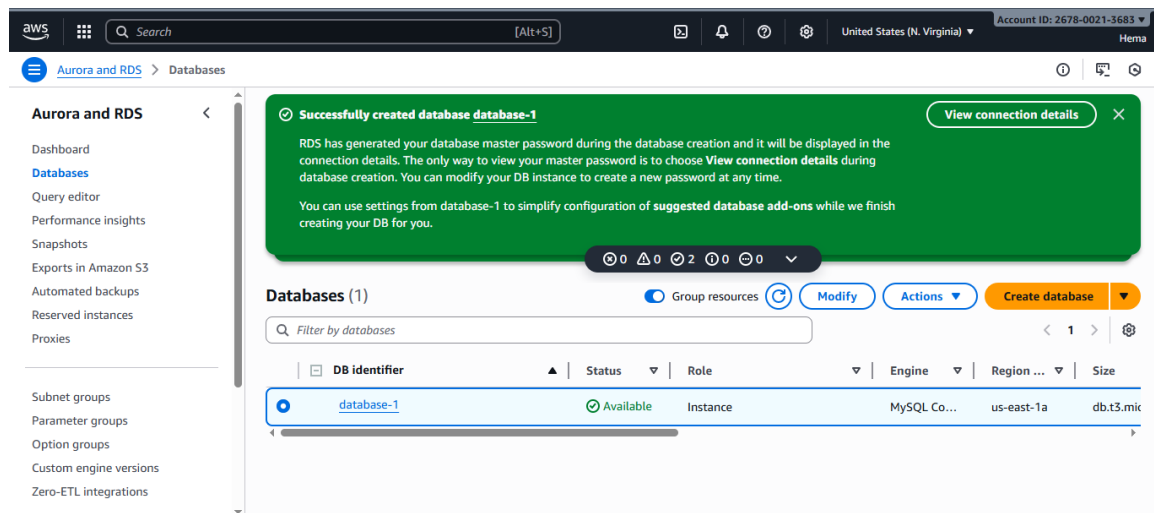 aws
Search [Alt+S]
United States (N. Virginia) ▼
Account ID: 2678-0021-3683 ▼
Hema
Aurora and RDS > Databases
Aurora and RDS
Dashboard
Databases
Query editor
Performance insights
Snapshots
Exports in Amazon S3
Automated backups
Reserved instances
Proxies
Subnet groups
Parameter groups
Option groups
Custom engine versions
Zero-ETL integrations
Successfully created database database-1
View connection details
RDS has generated your database master password during the database creation and it will be displayed in the
connection details. The only way to view your master password is to choose View connection details during
database creation. You can modify your DB instance to create a new password at any time.
You can use settings from database-1 to simplify configuration of suggested database add-ons while we finish
creating your DB for you.
0 0 2 0 0
Databases (1)
Group resources
Modify
Actions ▼
Create database ▼
Filter by databases
< 1 >
DB identifier ▲ Status Role Engine Region ... Size
database-1 Available Instance MySQL Co... us-east-1a db.t3.mic